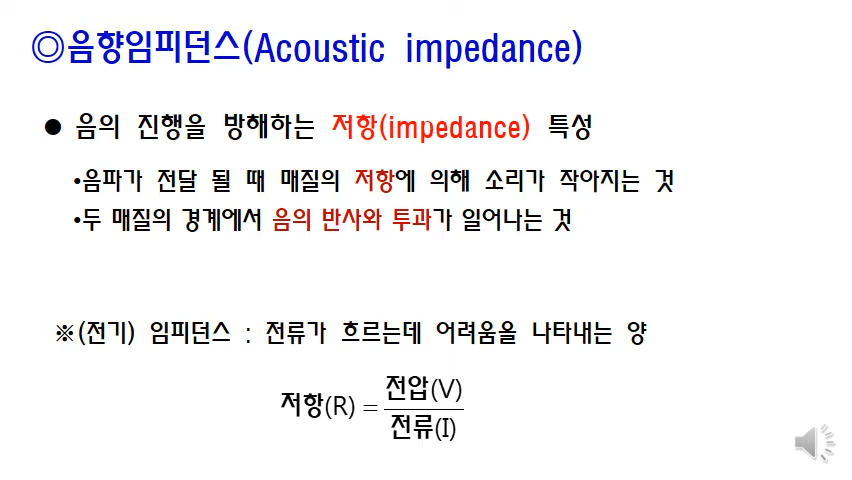 ◎음향임피던스(Acoustic impedance)
● 음의 진행을 방해하는 저항(impedance) 특성
•음파가 전달 될 때 매질의 저항에 의해 소리가 작아지는 것
•두 매질의 경계에서 음의 반사와 투과가 일어나는 것
※(전기) 임피던스 : 전류가 흐르는데 어려움을 나타내는 양
저항(R) = 전압(V)
전류(I)